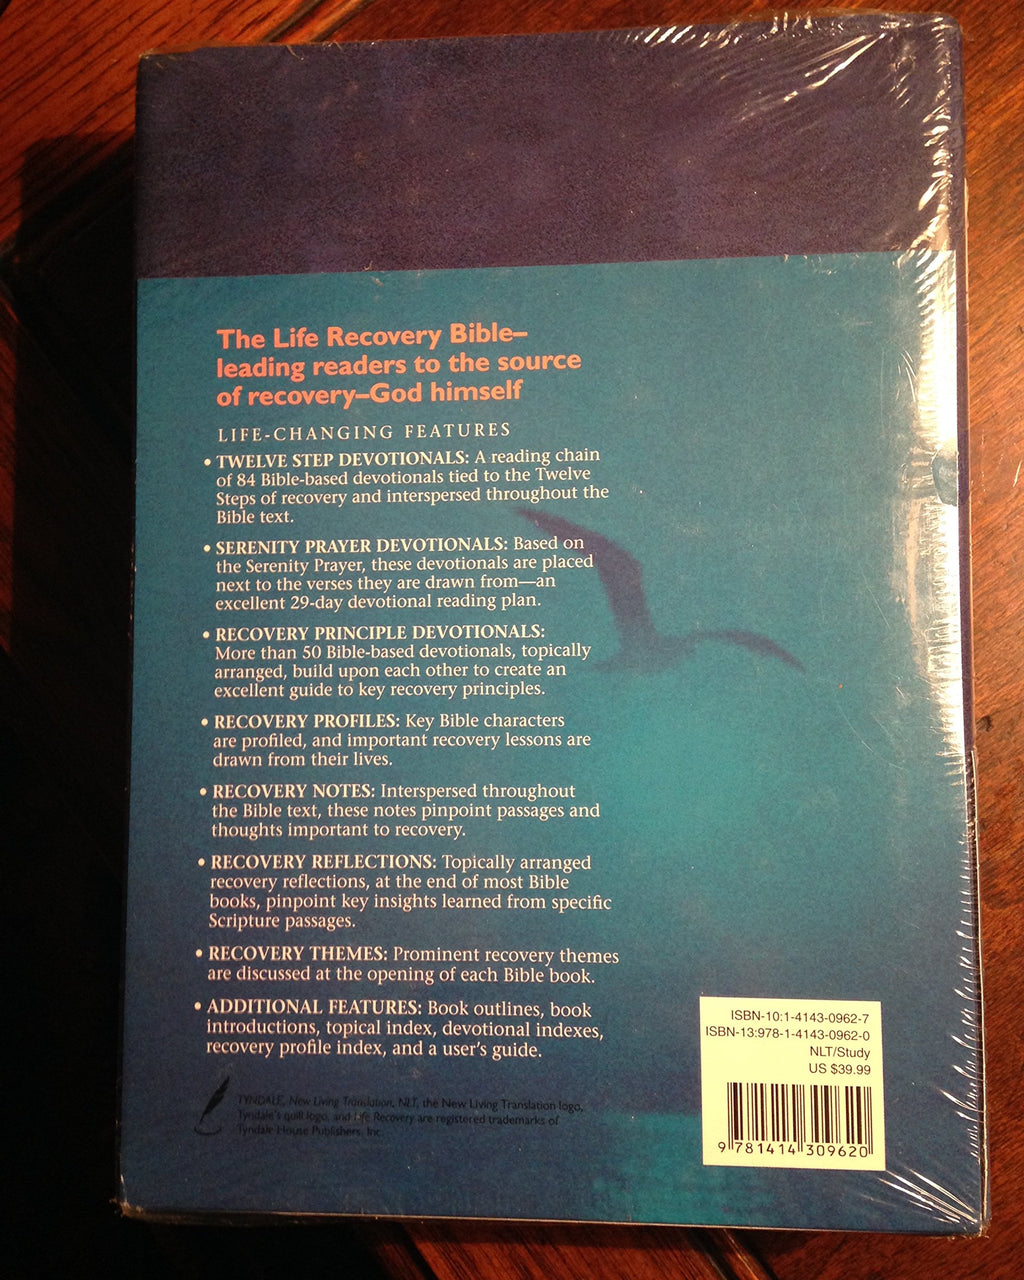 The Life Recovery Bible–
leading readers to the source
of recovery–God himself
LIFE-CHANGING FEATURES
• TWELVE STEP DEVOTIONALS: A reading chain
of 84 Bible-based devotionals tied to the Twelve
Steps of recovery and interspersed throughout the
Bible text.
• SERENITY PRAYER DEVOTIONALS: Based on
the Serenity Prayer, these devotionals are placed
next to the verses they are drawn from—an
excellent 29-day devotional reading plan.
• RECOVERY PRINCIPLE DEVOTIONALS:
More than 50 Bible-based devotionals, topically
arranged, build upon each other to create an
excellent guide to key recovery principles.
• RECOVERY PROFILES: Key Bible characters
are profiled, and important recovery lessons are
drawn from their lives.
• RECOVERY NOTES: Interspersed throughout
the Bible text, these notes pinpoint passages and
thoughts important to recovery.
• RECOVERY REFLECTIONS: Topically arranged
recovery reflections, at the end of most Bible
books, pinpoint key insights learned from specific
Scripture passages.
• RECOVERY THEMES: Prominent recovery themes
are discussed at the opening of each Bible book.
• ADDITIONAL FEATURES: Book outlines, book
introductions, topical index, devotional indexes,
recovery profile index, and a user's guide.
TYNDALE, New Living Translation, NLT, the New Living Translation logo,
Tyndale's quill logo, and Life Recovery are registered trademarks of
Tyndale House Publishers, Inc.
ISBN-10:1-4143-0962-7
ISBN-13:978-1-4143-0962-0
NLT/Study
US $39.99
9 781414 309620